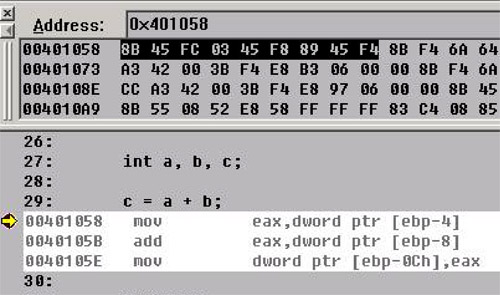 Address: 0x401058
00401058 8B 45 FC 03 45 F8 89 45 F4 8B F4 6A 64
00401073 A3 42 00 3B F4 E8 B3 06 00 00 8B F4 6A
0040108E CC A3 42 00 3B F4 E8 97 06 00 00 8B 45
004010A9 8B 55 08 52 E8 58 FF FF FF 83 C4 08 85
26:
27: int a, b, c;
28:
29: c = a + b;
00401058 mov eax,dword ptr [ebp-4]
0040105B add eax,dword ptr [ebp-8]
0040105E mov dword ptr [ebp-0Ch],eax
30: